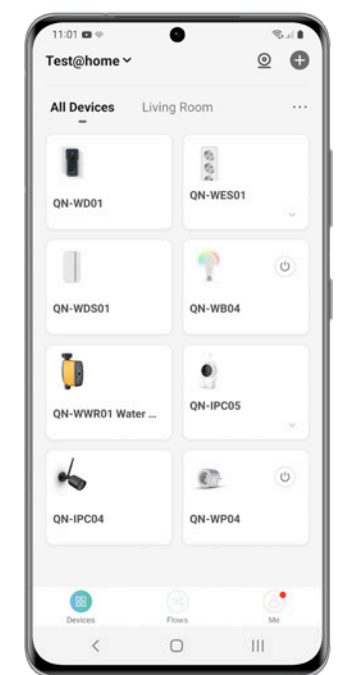 11:01
Test@home
All Devices Living Room
QN-WD01
QN-WES01
QN-WDS01
QN-WB04
QN-WWR01 Water ...
QN-IPC05
QN-IPC04
QN-WP04
Devices Flows Me